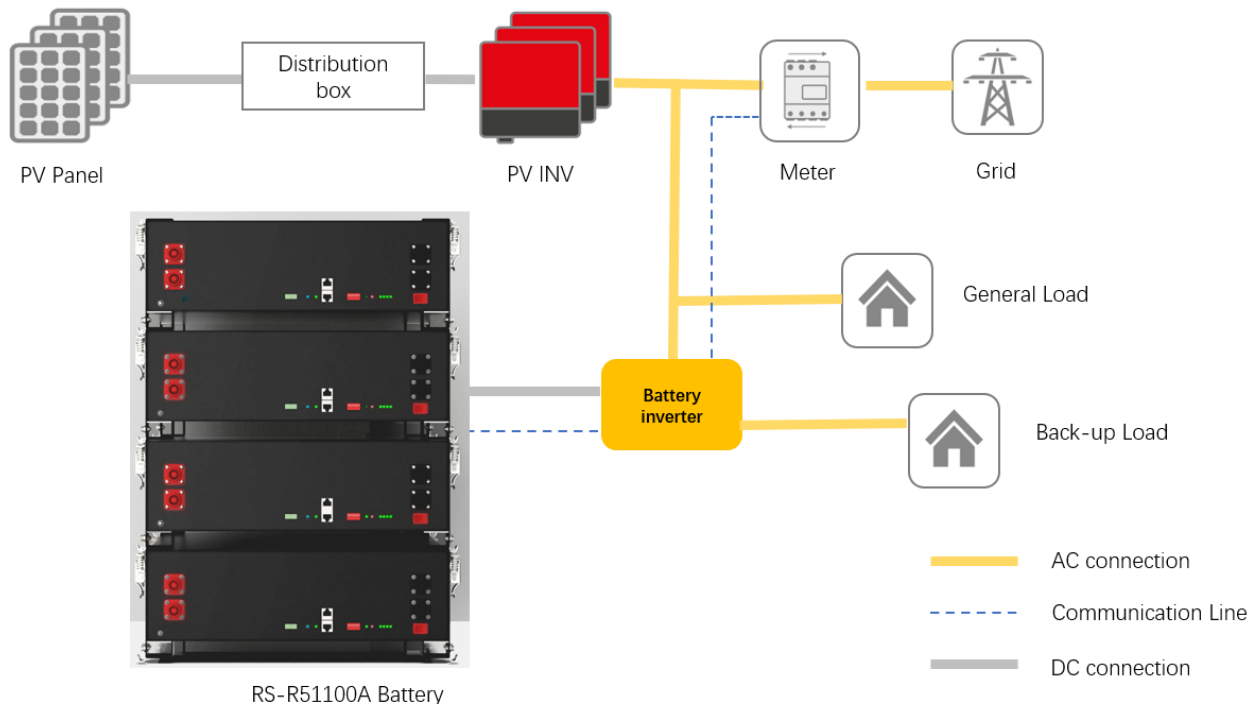 Distribution
box
PV Panel
PV INV
Meter
Grid
General Load
Battery
inverter
Back-up Load
AC connection
Communication Line
DC connection
RS-R51100A Battery